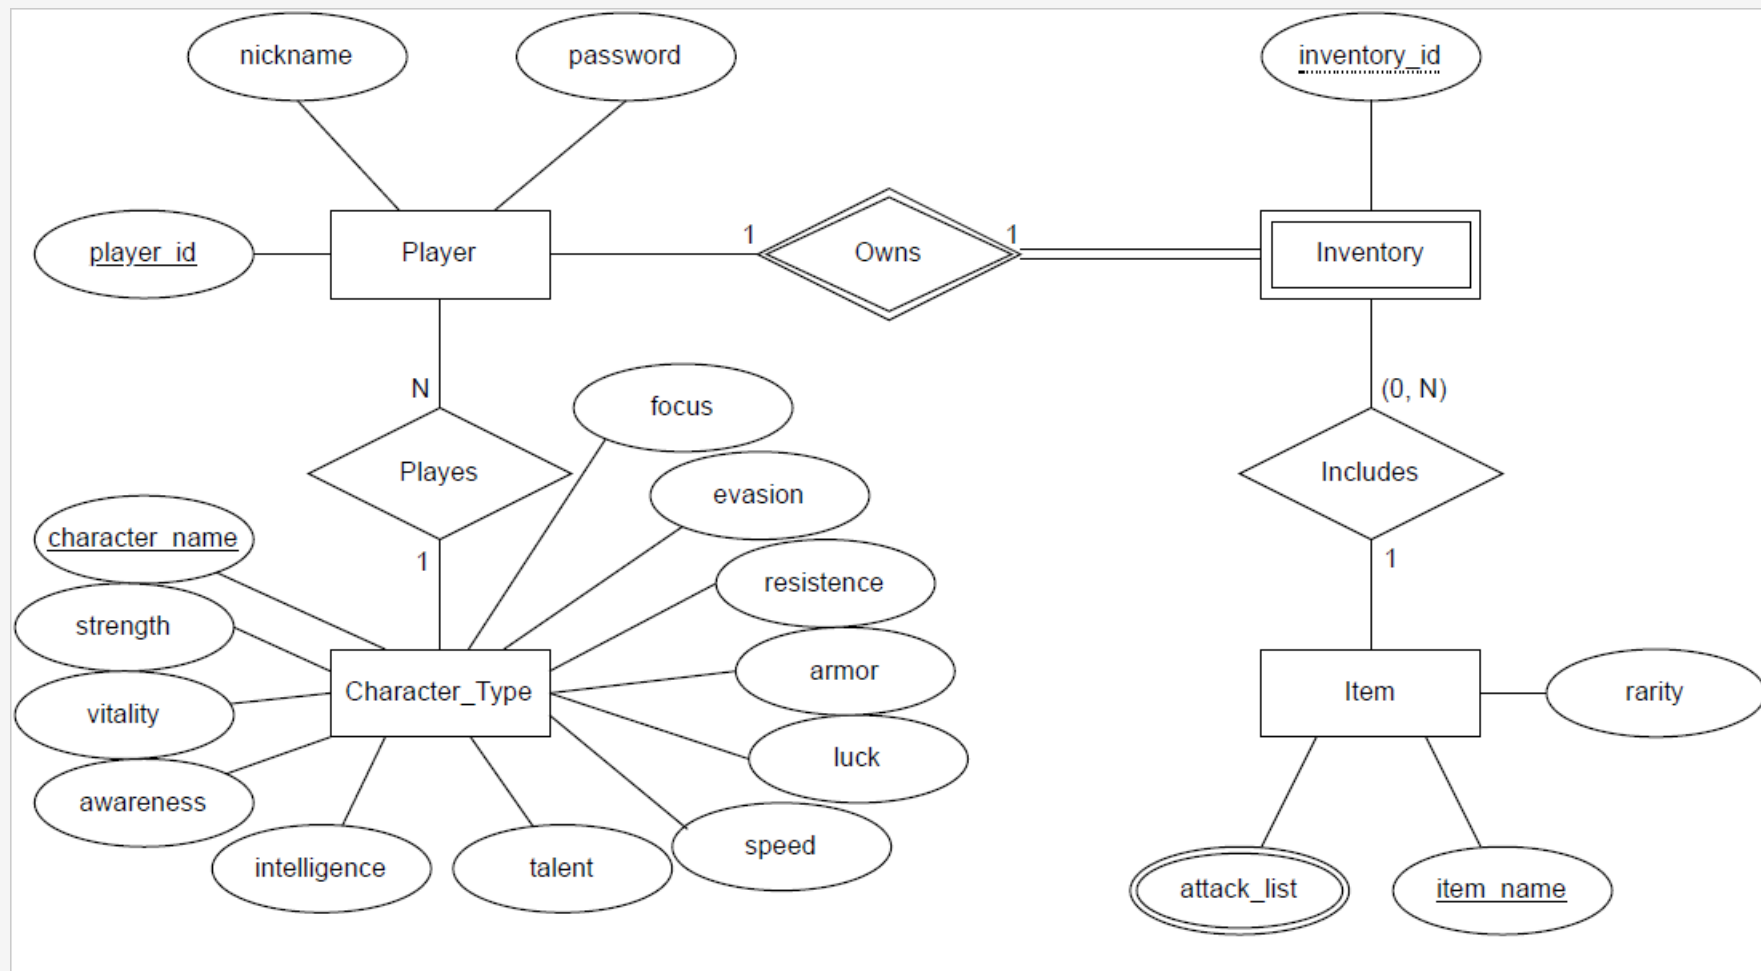 nickname
password
inventory_id
player_id
Player
1
Owns
1
Inventory
N
focus
(0, N)
Playes
evasion
Includes
character_name
1
resistence
1
strength
armor
vitality
Character_Type
luck
Item
rarity
awareness
intelligence
talent
speed
attack_list
item_name